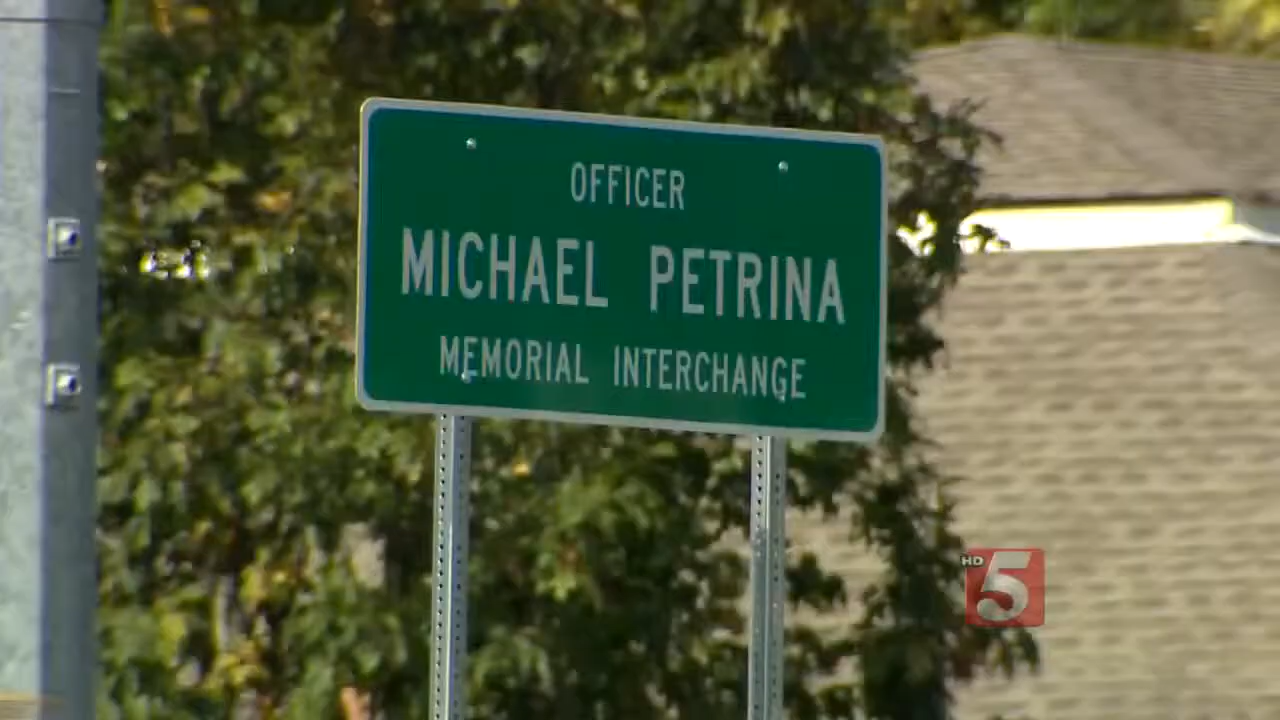 OFFICER
MICHAEL PETRINA
MEMORIAL INTERCHANGE
HD
5